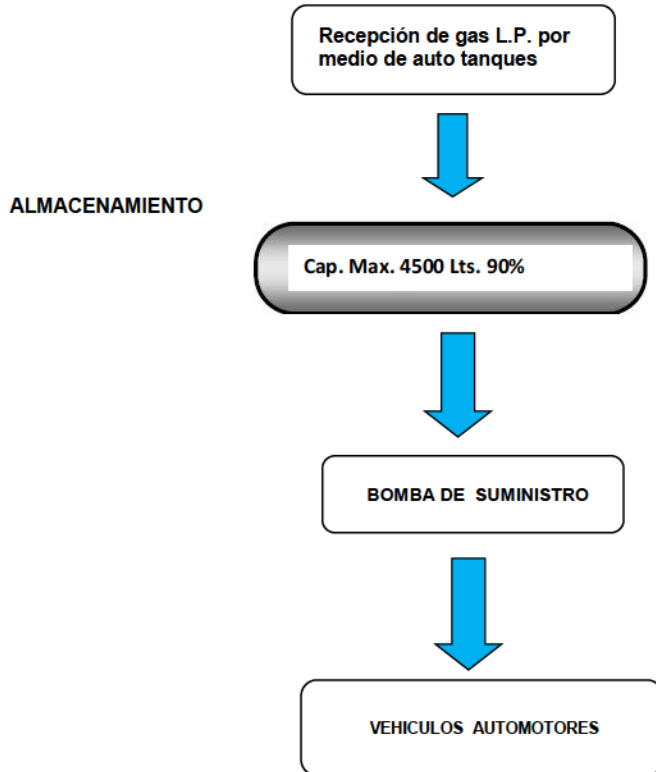 Recepción de gas L.P. por
medio de auto tanques
ALMACENAMIENTO
Cap. Max. 4500 Lts. 90%
BOMBA DE SUMINISTRO
VEHICULOS AUTOMOTORES